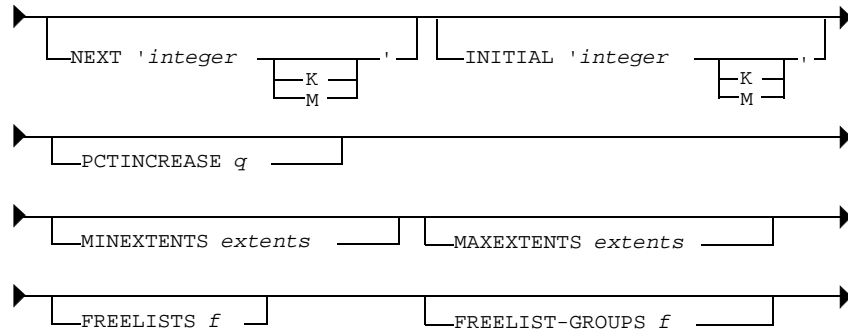 NEXT 'integer K M ' INITIAL 'integer K M '
PCTINCREASE q
MINEXTENTS extents MAXEXTENTS extents
FREELISTS f FREELIST-GROUPS f